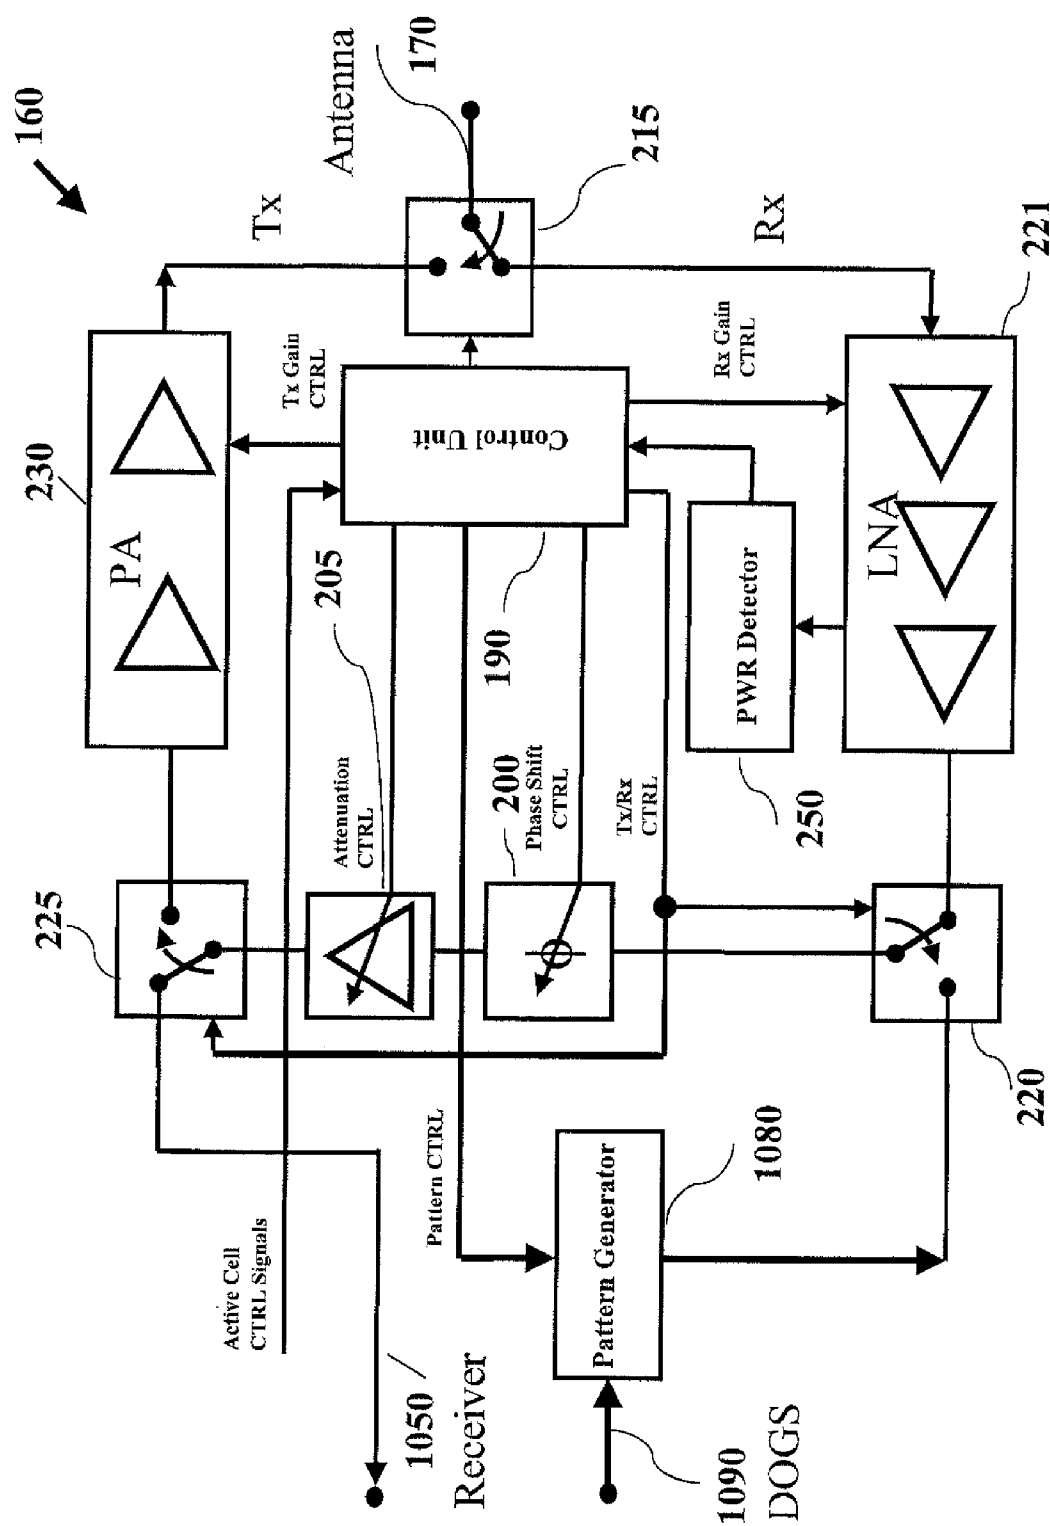 160
Antenna
170
Tx
215
Rx
221
230
PA
Tx Gain
CTRL
Control Unit
Rx Gain
CTRL
LNA
205
190
PWR Detector
250
Attenuation
CTRL
200
Phase Shift
CTRL
Tx/Rx
CTRL
225
220
Active Cell
CTRL Signals
Pattern CTRL
Pattern Generator
1080
1050
Receiver
1090
DOGS